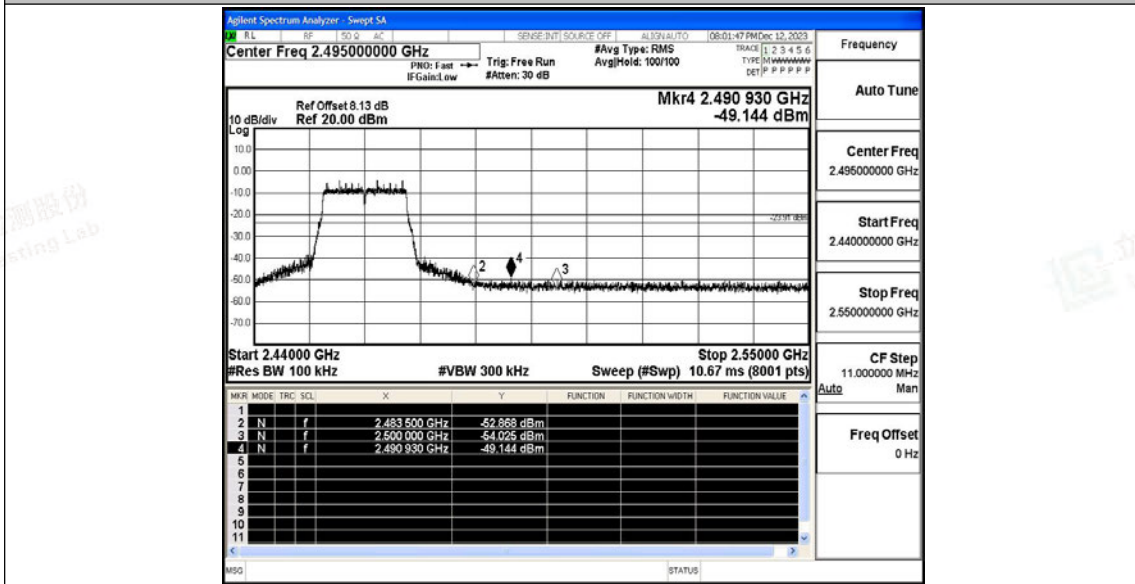 Agilent Spectrum Analyzer - Swept SA
RL RF 50 Ω AC SENSE:INT SOURCE OFF ALIGN AUTO 08:01:47 PM Dec 12, 2023
Center Freq 2.495000000 GHz
PNO: Fast
IFGain:Low
Trig: Free Run
#Atten: 30 dB
#Avg Type: RMS
Avg|Hold: 100/100
TRACE 1 2 3 4 5 6
TYPE M
DET P P P P P P
Frequency
Auto Tune
Center Freq
2.495000000 GHz
Start Freq
2.440000000 GHz
Stop Freq
2.550000000 GHz
CF Step
11.000000 MHz
Auto Man
Freq Offset
0 Hz
Mkr4 2.490 930 GHz
-49.144 dBm
Ref Offset 8.13 dB
10 dB/div Ref 20.00 dBm
Log
10.0
0.00
-10.0
-20.0
-23.91 dBm
-30.0
-40.0
-50.0
-60.0
-70.0
2 4 3
Start 2.44000 GHz Stop 2.55000 GHz
#Res BW 100 kHz #VBW 300 kHz Sweep (#Swp) 10.67 ms (8001 pts)
MKR MODE TRC SCL X Y FUNCTION FUNCTION WIDTH FUNCTION VALUE
1
2 N f 2.483 500 GHz -52.868 dBm
3 N f 2.500 000 GHz -54.025 dBm
4 N f 2.490 930 GHz -49.144 dBm
5
6
7
8
9
10
11
MSG STATUS
测股份
sting Lab
立